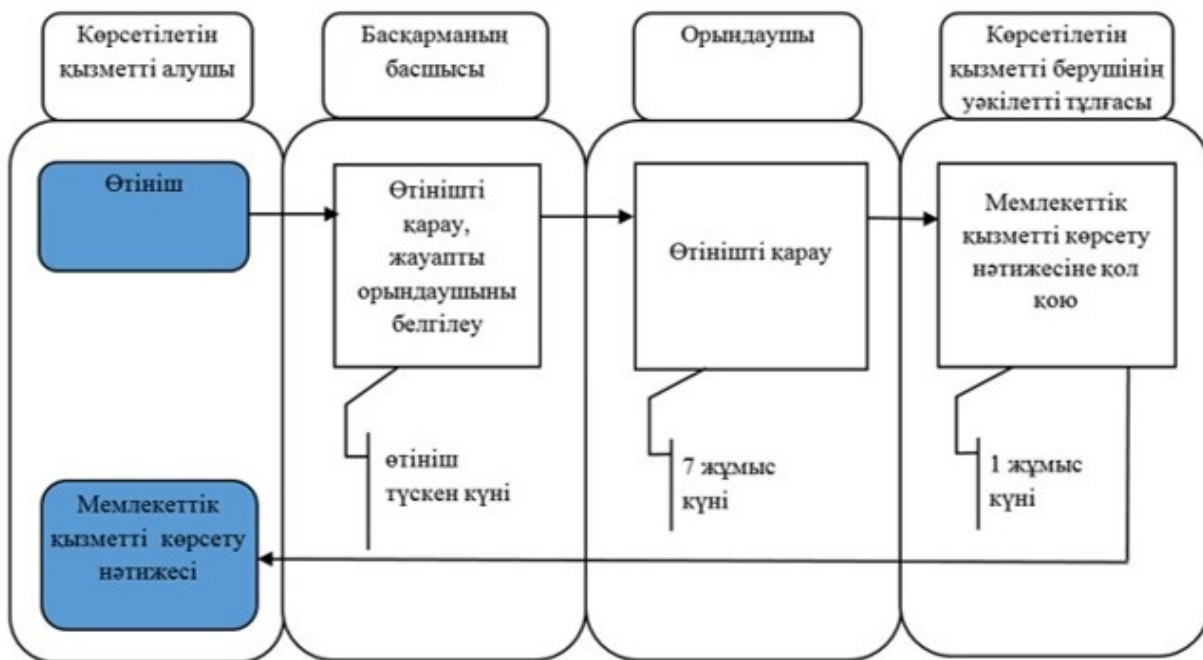 Көрсетілетін
қызметті алушы
Басқарманың
басшысы
Орындаушы
Көрсетілетін
қызметті берушінің
уәкілетті тұлғасы
Өтініш
Өтінішті
қарау,
жауапты
орындаушыны
белгілеу
Өтінішті қарау
Мемлекеттік
қызметті көрсету
нәтижесіне қол
қою
өтініш
түскен күні
7 жұмыс
күні
1 жұмыс
күні
Мемлекеттік
қызметті көрсету
нәтижесі